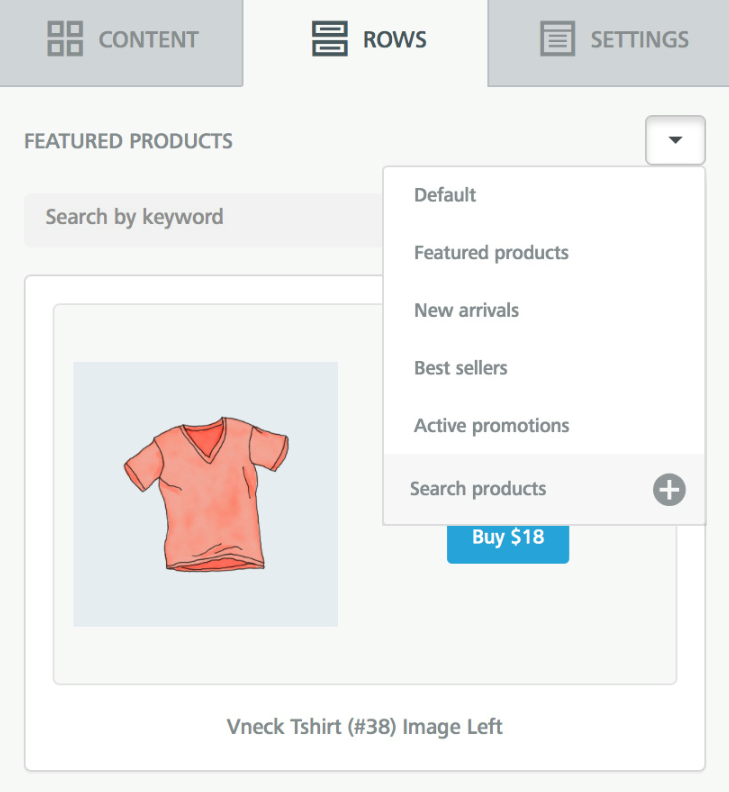 CONTENT
ROWS
SETTINGS
FEATURED PRODUCTS
Search by keyword
Default
Featured products
New arrivals
Best sellers
Active promotions
Search products
Buy $18
Vneck Tshirt (#38) Image Left